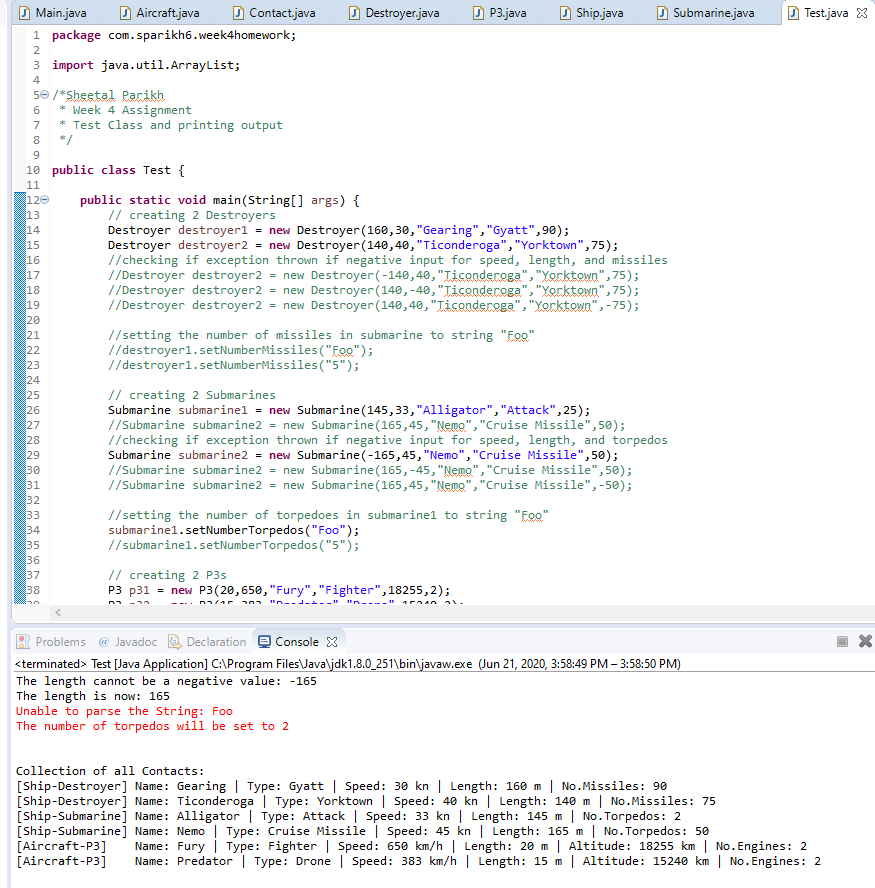 Main.java Aircraft.java Contact.java Destroyer.java P3.java Ship.java Submarine.java Test.java
1 package com.sparikh6.week4homework;
2
3 import java.util.ArrayList;
4
5 /*Sheetal Parikh
6  * Week 4 Assignment
7  * Test Class and printing output
8  */
9
10 public class Test {
11
12     public static void main(String[] args) {
13         // creating 2 Destroyers
14         Destroyer destroyer1 = new Destroyer(160,30,"Gearing","Gyatt",90);
15         Destroyer destroyer2 = new Destroyer(140,40,"Ticonderoga","Yorktown",75);
16         //checking if exception thrown if negative input for speed, length, and missiles
17         //Destroyer destroyer2 = new Destroyer(-140,40,"Ticonderoga","Yorktown",75);
18         //Destroyer destroyer2 = new Destroyer(140,-40,"Ticonderoga","Yorktown",75);
19         //Destroyer destroyer2 = new Destroyer(140,40,"Ticonderoga","Yorktown",-75);
20
21         //setting the number of missiles in submarine to string "Foo"
22         //destroyer1.setNumberMissiles("Foo");
23         //destroyer1.setNumberMissiles("5");
24
25         // creating 2 Submarines
26         Submarine submarine1 = new Submarine(145,33,"Alligator","Attack",25);
27         //Submarine submarine2 = new Submarine(165,45,"Nemo","Cruise Missile",50);
28         //checking if exception thrown if negative input for speed, length, and torpedos
29         Submarine submarine2 = new Submarine(-165,45,"Nemo","Cruise Missile",50);
30         //Submarine submarine2 = new Submarine(165,-45,"Nemo","Cruise Missile",50);
31         //Submarine submarine2 = new Submarine(165,45,"Nemo","Cruise Missile",-50);
32
33         //setting the number of torpedoes in submarine1 to string "Foo"
34         submarine1.setNumberTorpedos("Foo");
35         //submarine1.setNumberTorpedos("5");
36
37         // creating 2 P3s
38         P3 p31 = new P3(20,650,"Fury","Fighter",18255,2);
39         P3 p32 = new P3(15,383,"Predator","Drone",15240,2);
Problems Javadoc Declaration Console
<terminated> Test [Java Application] C:\Program Files\Java\jdk1.8.0_251\bin\javaw.exe (Jun 21, 2020, 3:58:49 PM – 3:58:50 PM)
The length cannot be a negative value: -165
The length is now: 165
Unable to parse the String: Foo
The number of torpedos will be set to 2
Collection of all Contacts:
[Ship-Destroyer] Name: Gearing | Type: Gyatt | Speed: 30 kn | Length: 160 m | No.Missiles: 90
[Ship-Destroyer] Name: Ticonderoga | Type: Yorktown | Speed: 40 kn | Length: 140 m | No.Missiles: 75
[Ship-Submarine] Name: Alligator | Type: Attack | Speed: 33 kn | Length: 145 m | No.Torpedos: 2
[Ship-Submarine] Name: Nemo | Type: Cruise Missile | Speed: 45 kn | Length: 165 m | No.Torpedos: 50
[Aircraft-P3]    Name: Fury | Type: Fighter | Speed: 650 km/h | Length: 20 m | Altitude: 18255 km | No.Engines: 2
[Aircraft-P3]    Name: Predator | Type: Drone | Speed: 383 km/h | Length: 15 m | Altitude: 15240 km | No.Engines: 2